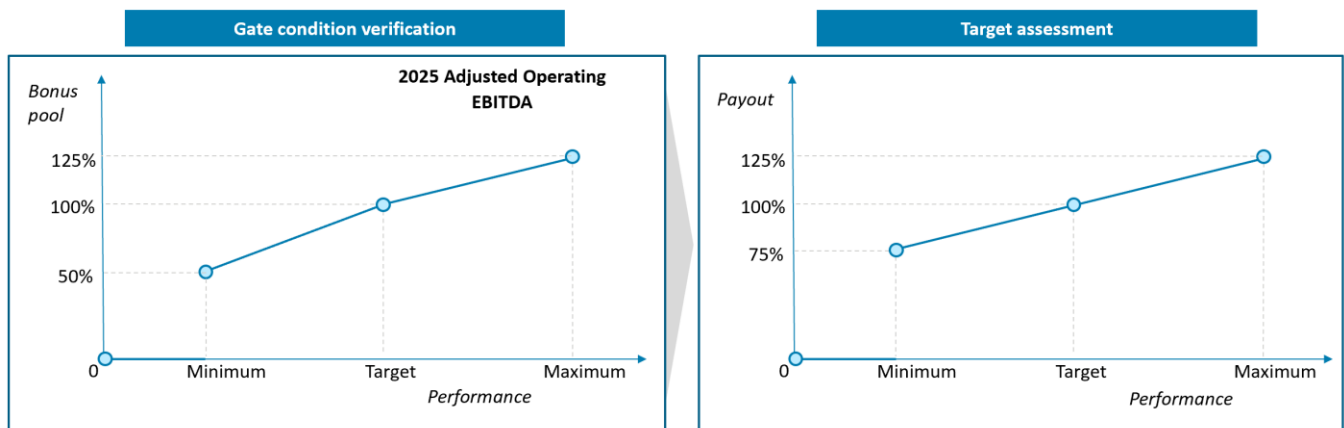 Gate condition verification
2025 Adjusted Operating
EBITDA
Bonus
pool
125%
100%
50%
0
Minimum
Target
Maximum
Performance
Target assessment
Payout
125%
100%
75%
0
Minimum
Target
Maximum
Performance